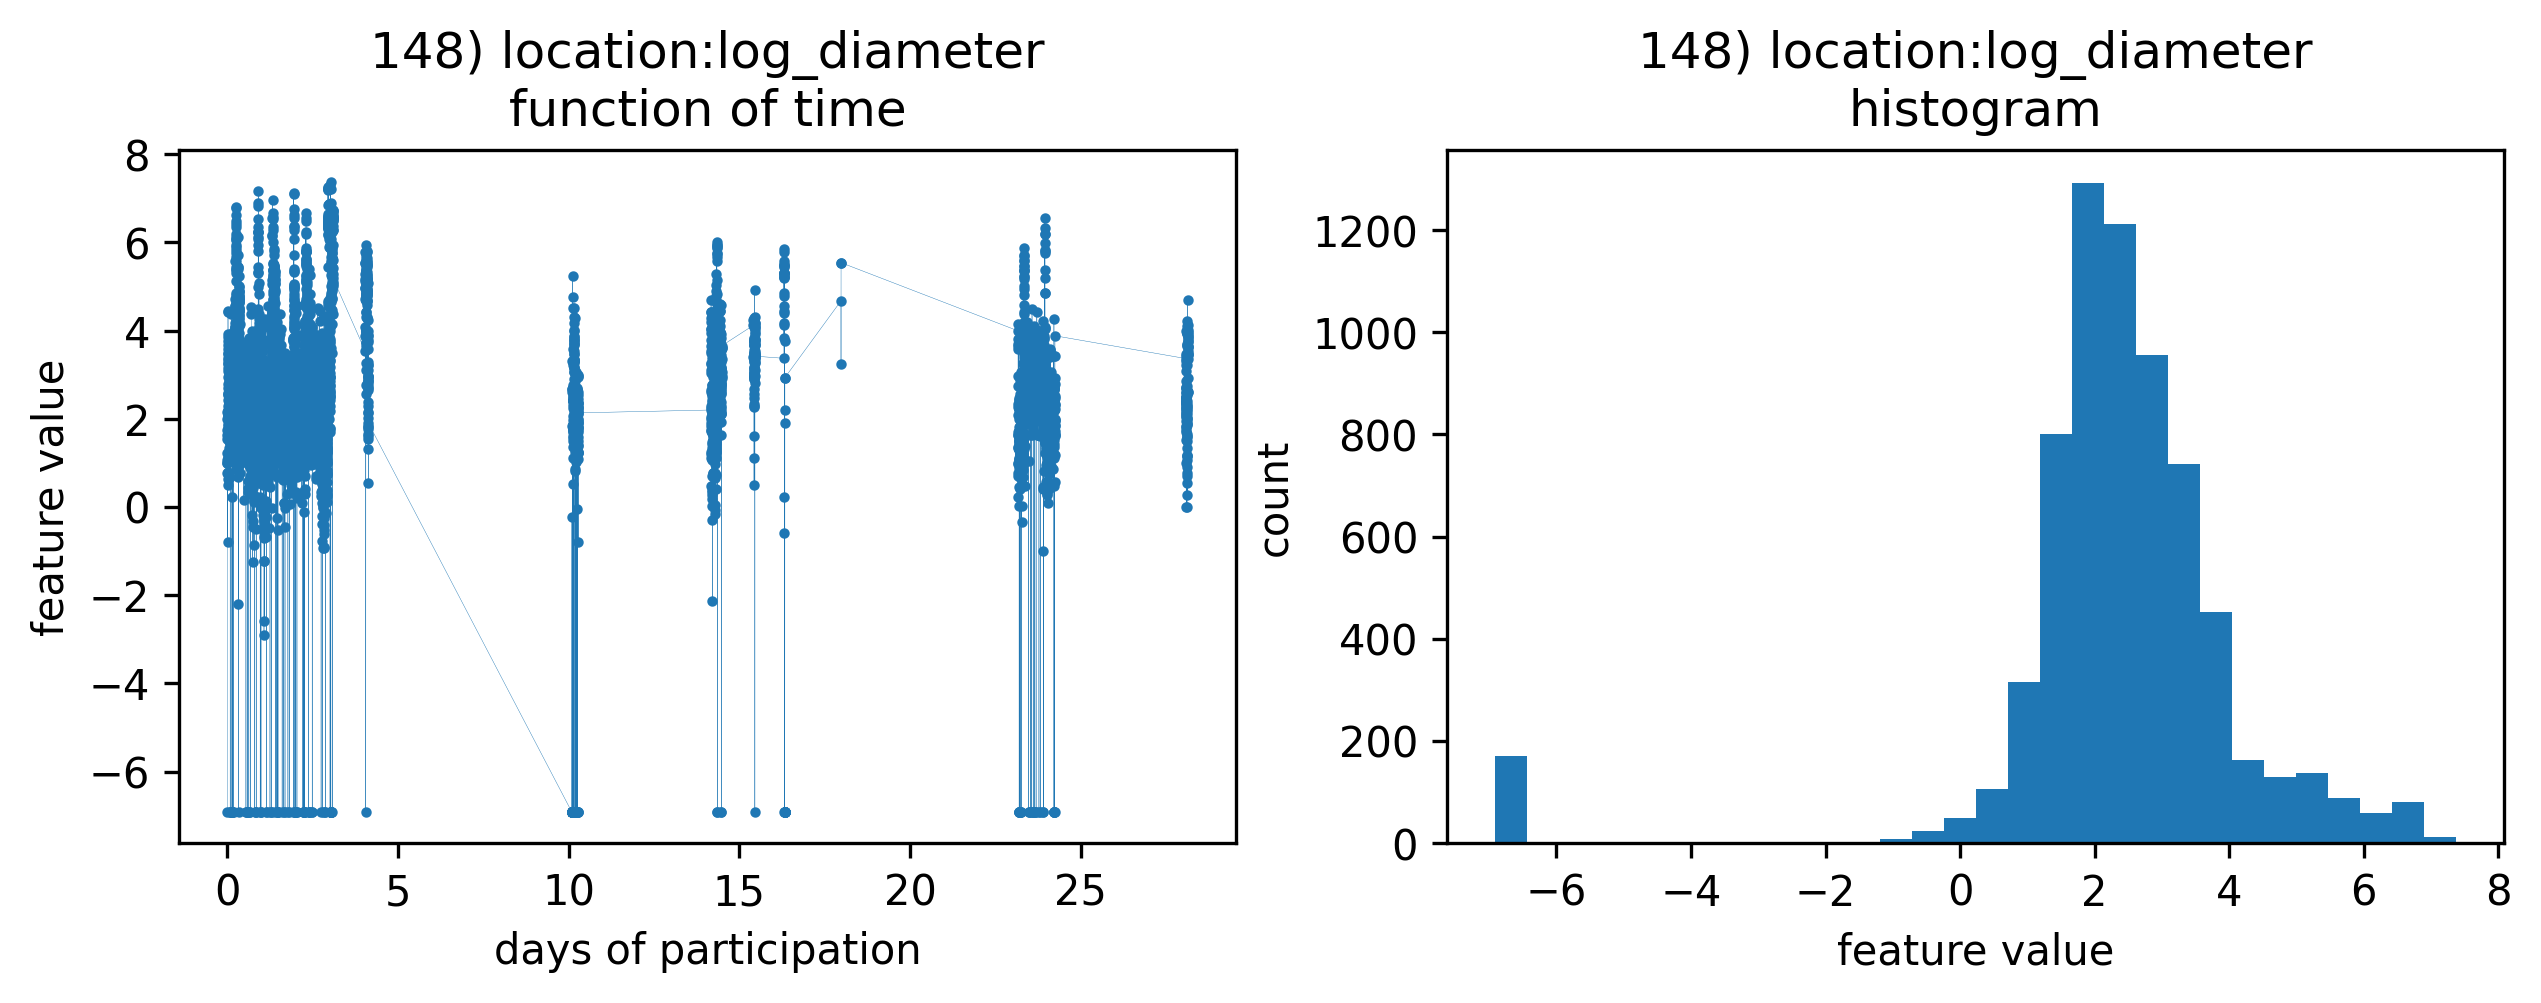 148) location:log_diameter
function of time
8
6
4
2
0
−2
−4
−6
feature value
0 5 10 15 20 25
days of participation
148) location:log_diameter
histogram
1200
1000
800
600
400
200
0
count
−6 −4 −2 0 2 4 6 8
feature value